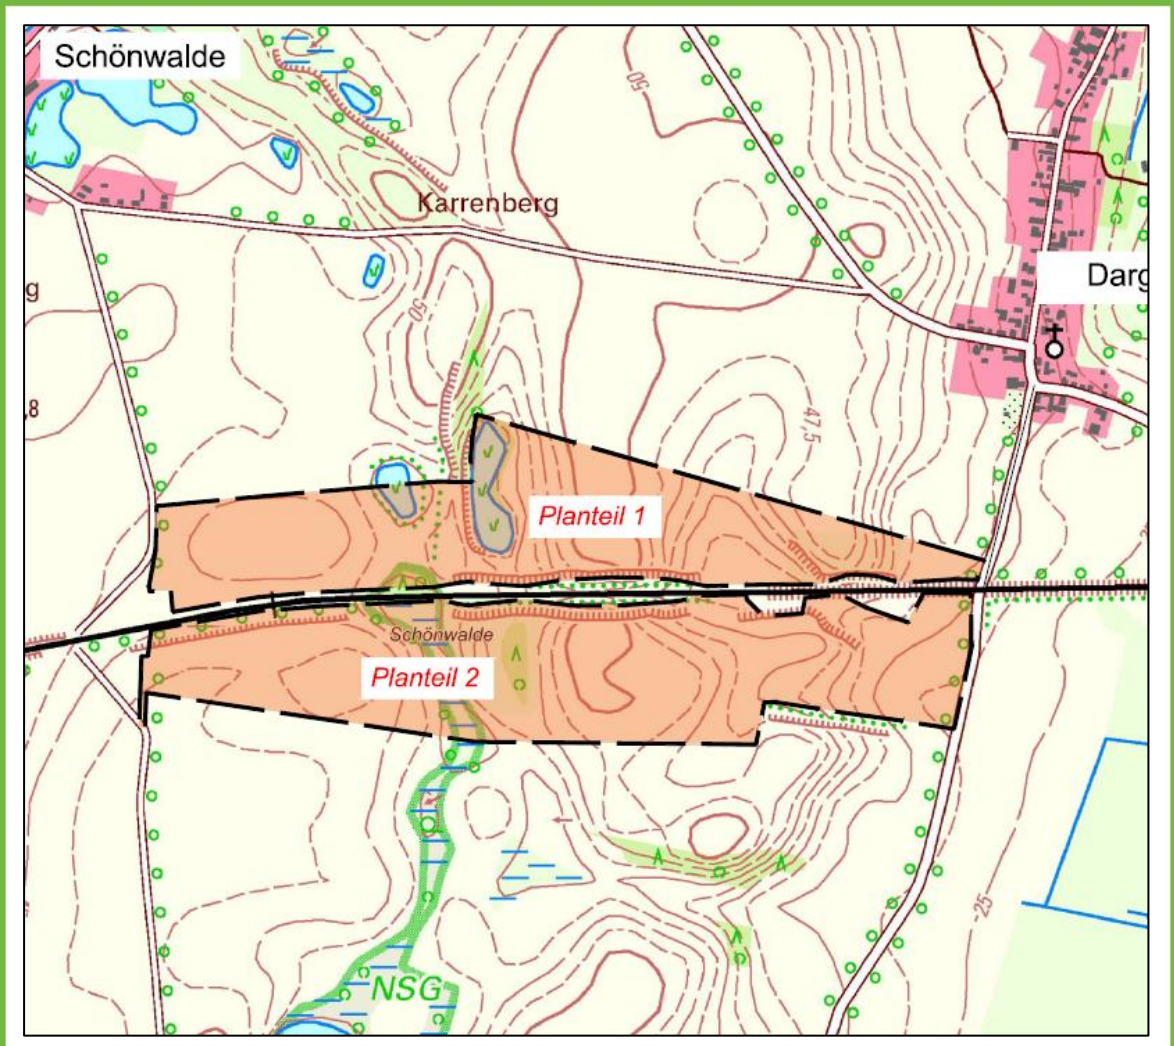 Schönwalde
50
Karrenberg
Darg
g
50
,8
47,5
Planteil 1
Schönwalde
Planteil 2
25
NSG